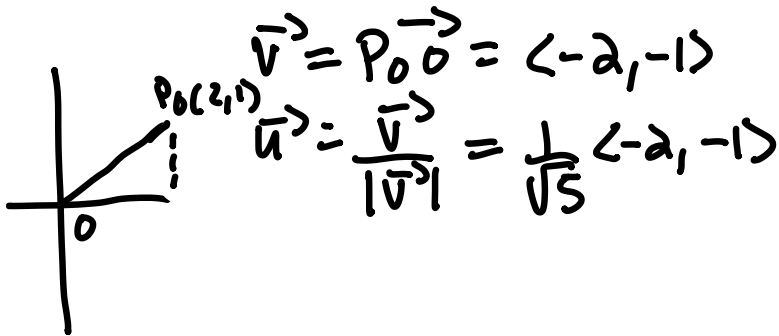 v⃗ = P₀O⃗ = <-2, -1>
P₀(2,1)
u⃗ = v⃗/|v⃗| = 1/√5 <-2, -1>
O